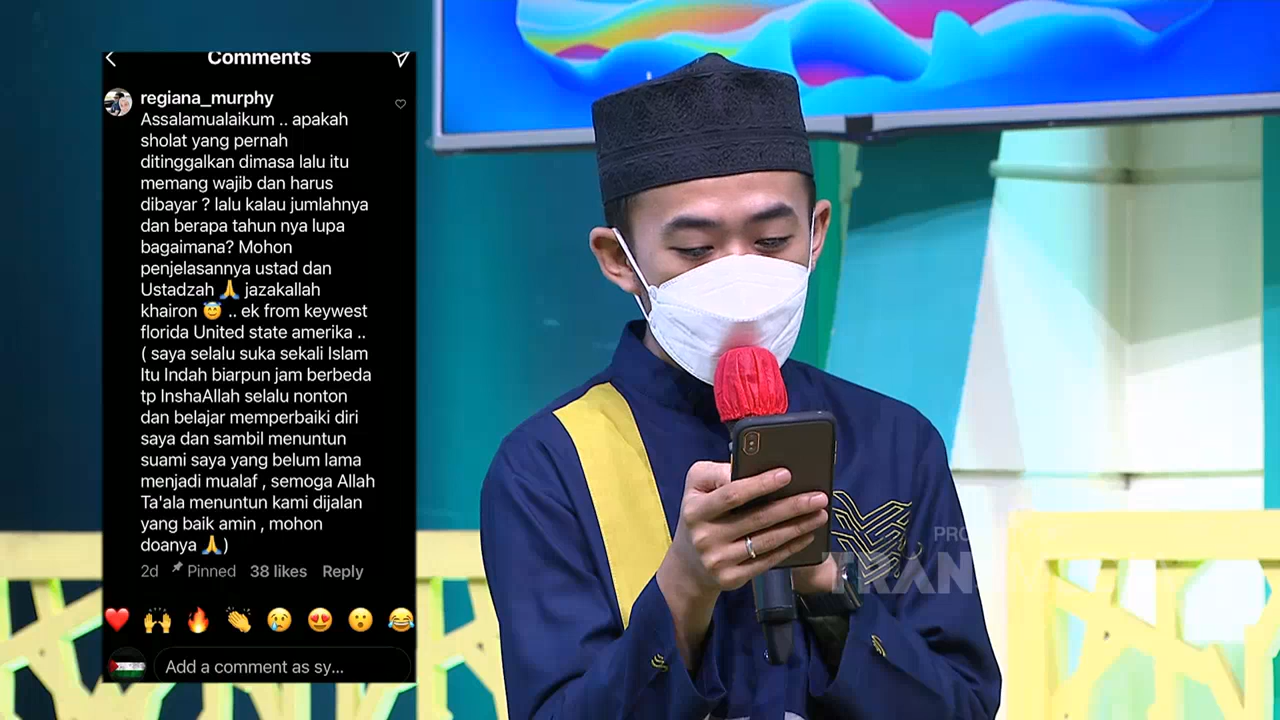 Comments
regiana_murphy
Assalamualaikum .. apakah
sholat yang pernah
ditinggalkan dimasa lalu itu
memang wajib dan harus
dibayar ? lalu kalau jumlahnya
dan berapa tahun nya lupa
bagaimana? Mohon
penjelasannya ustad dan
Ustadzah 🙏 jazakallah
khairon 😇 .. ek from keywest
florida United state amerika ..
( saya selalu suka sekali Islam
Itu Indah biarpun jam berbeda
tp InshaAllah selalu nonton
dan belajar memperbaiki diri
saya dan sambil menuntun
suami saya yang belum lama
menjadi mualaf , semoga Allah
Ta'ala menuntun kami dijalan
yang baik amin , mohon
doanya 🙏)
2d Pinned 38 likes Reply
Add a comment as sy...